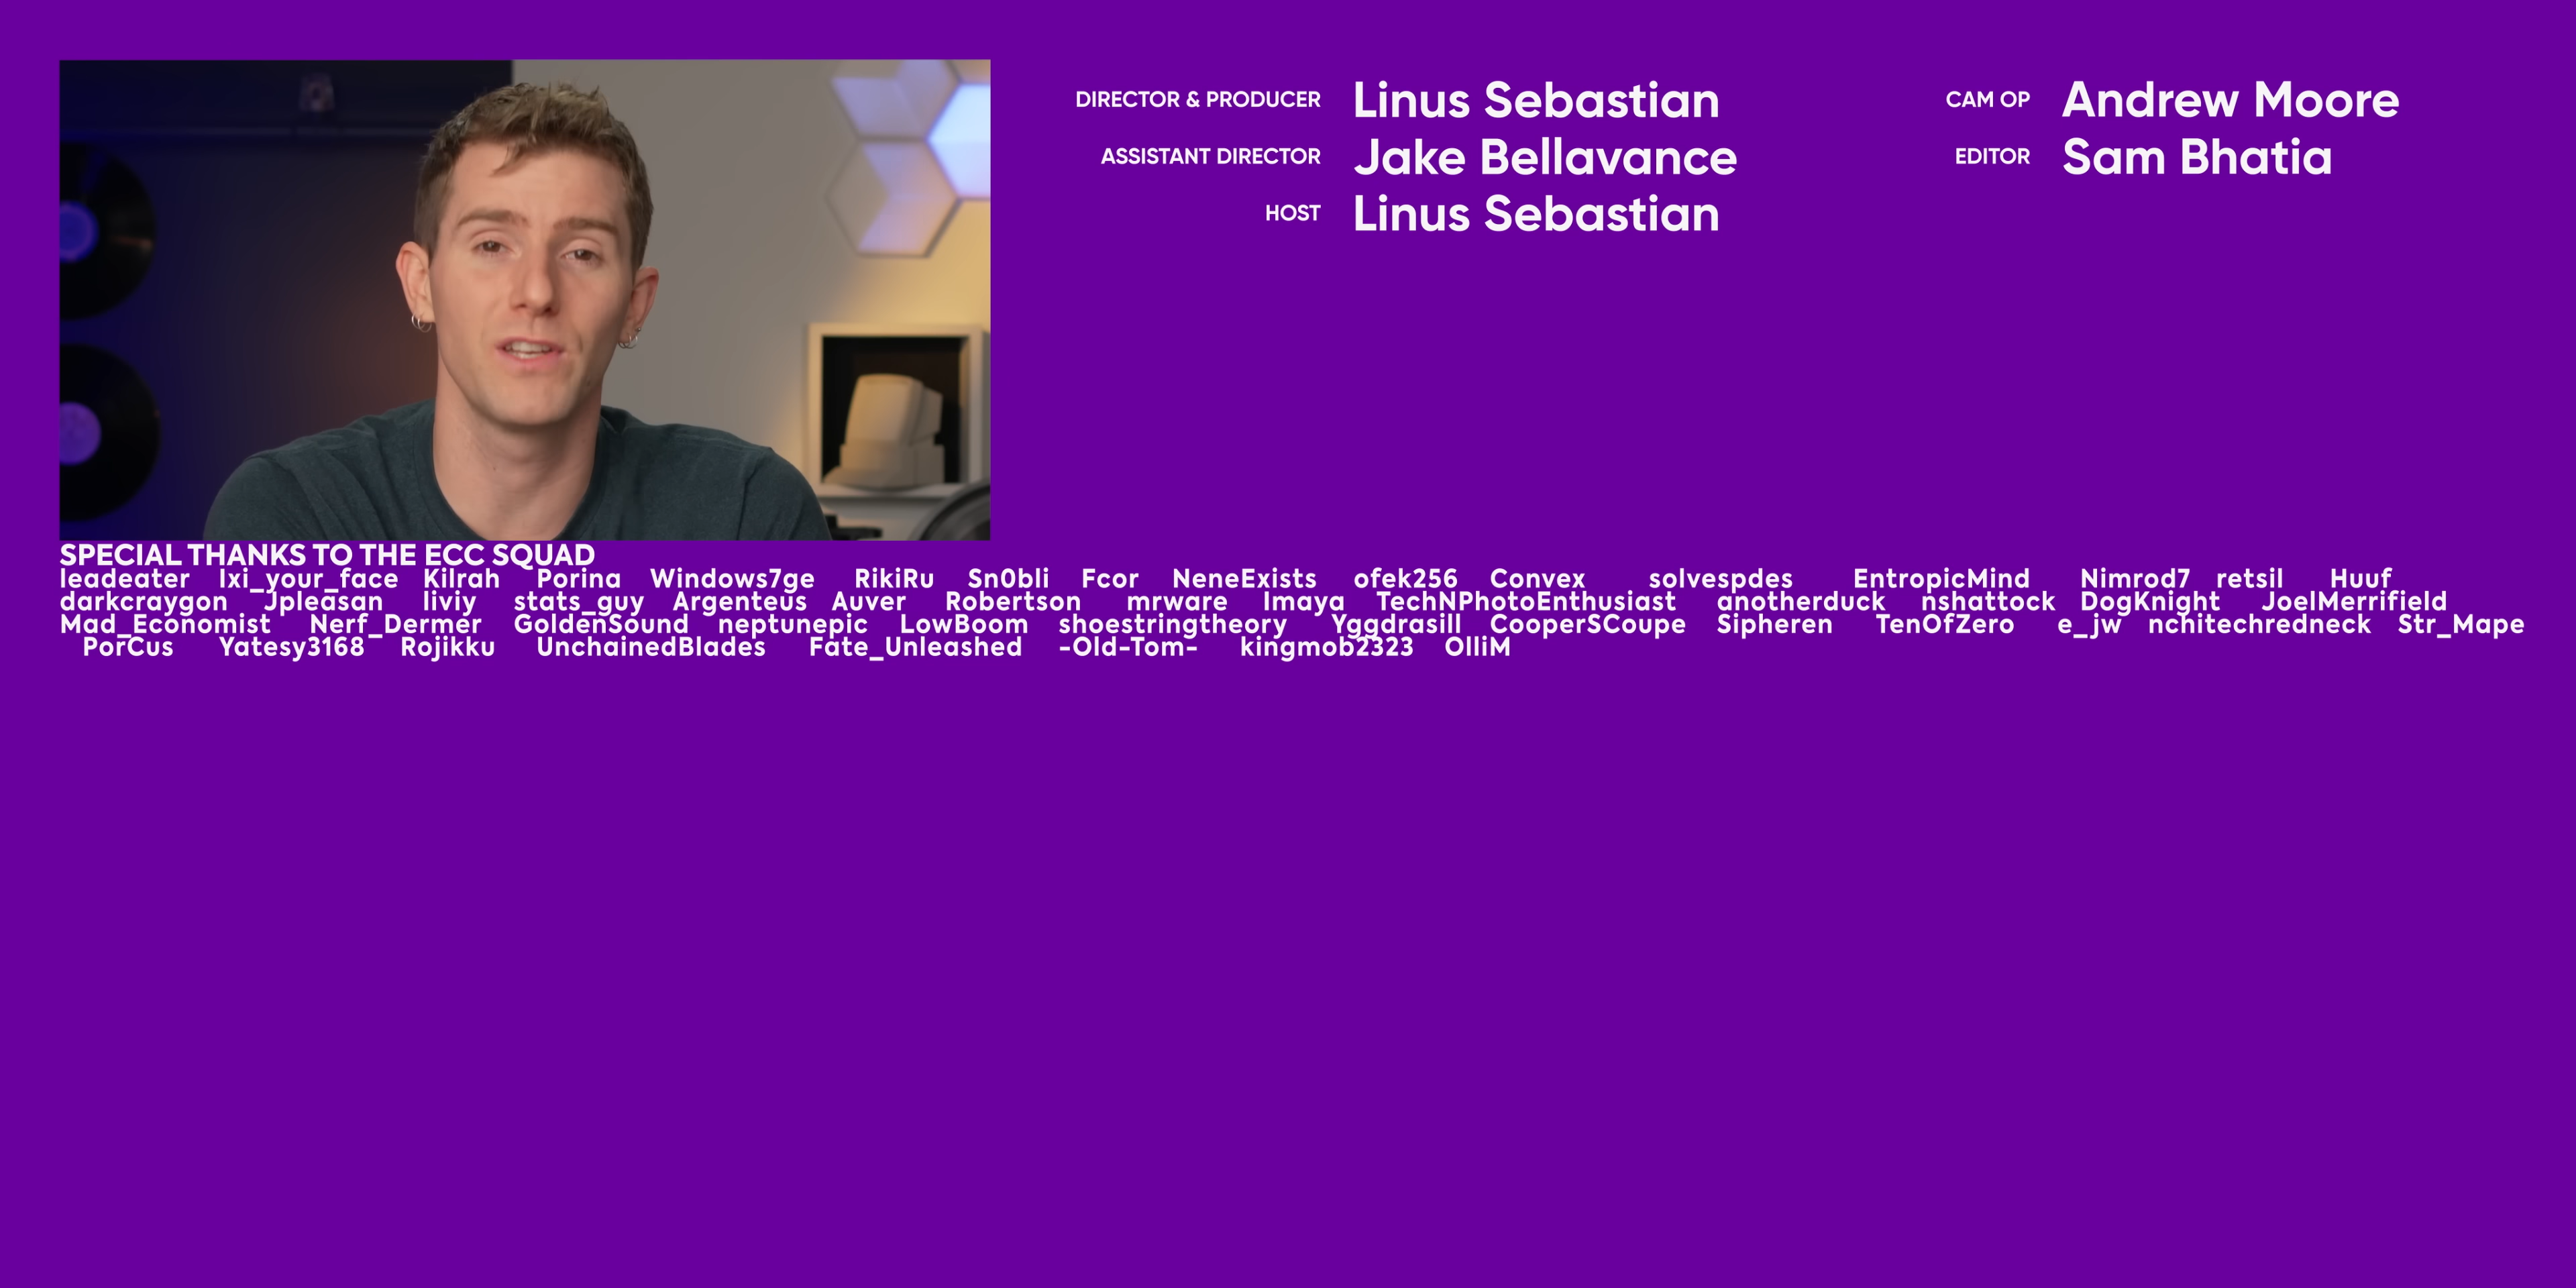 DIRECTOR & PRODUCER Linus Sebastian
ASSISTANT DIRECTOR Jake Bellavance
HOST Linus Sebastian
CAM OP Andrew Moore
EDITOR Sam Bhatia
SPECIAL THANKS TO THE ECC SQUAD
leadeater Ixi_your_face Kilrah Porina Windows7ge RikiRu Sn0bli Fcor NeneExists ofek256 Convex solvespdes EntropicMind Nimrod7 retsil Huuf
darkcraygon Jpleasan liviy stats_guy Argenteus Auver Robertson mrware Imaya TechNPhotoEnthusiast anotherduck nshattock DogKnight JoelMerrifield
Mad_Economist Nerf_Dermer GoldenSound neptunepic LowBoom shoestringtheory Yggdrasill CooperSCoupe Sipheren TenOfZero e_jw nchitechredneck Str_Mape
PorCus Yatesy3168 Rojikku UnchainedBlades Fate_Unleashed -Old-Tom- kingmob2323 OlliM